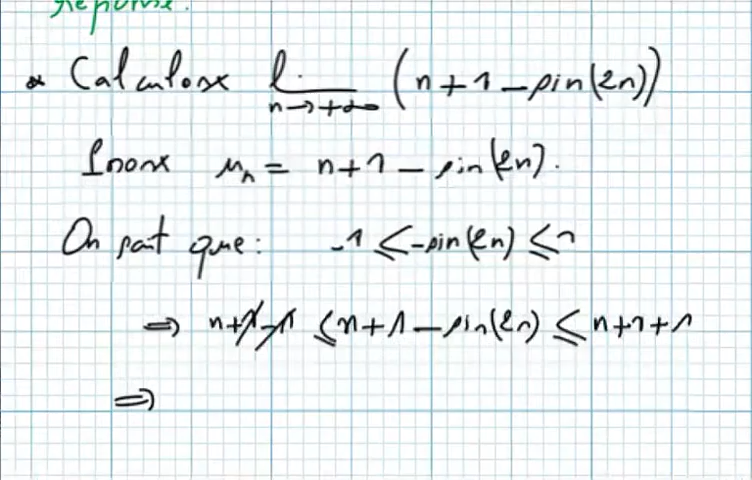 Réponse:
* Calculons lim n→+∞ (n+1-sin(2n))
Posons uₙ = n+1-sin(2n).
On sait que: -1 ≤ -sin(2n) ≤ 1
⇒ n+1-1 ≤ n+1-sin(2n) ≤ n+1+1
⇒